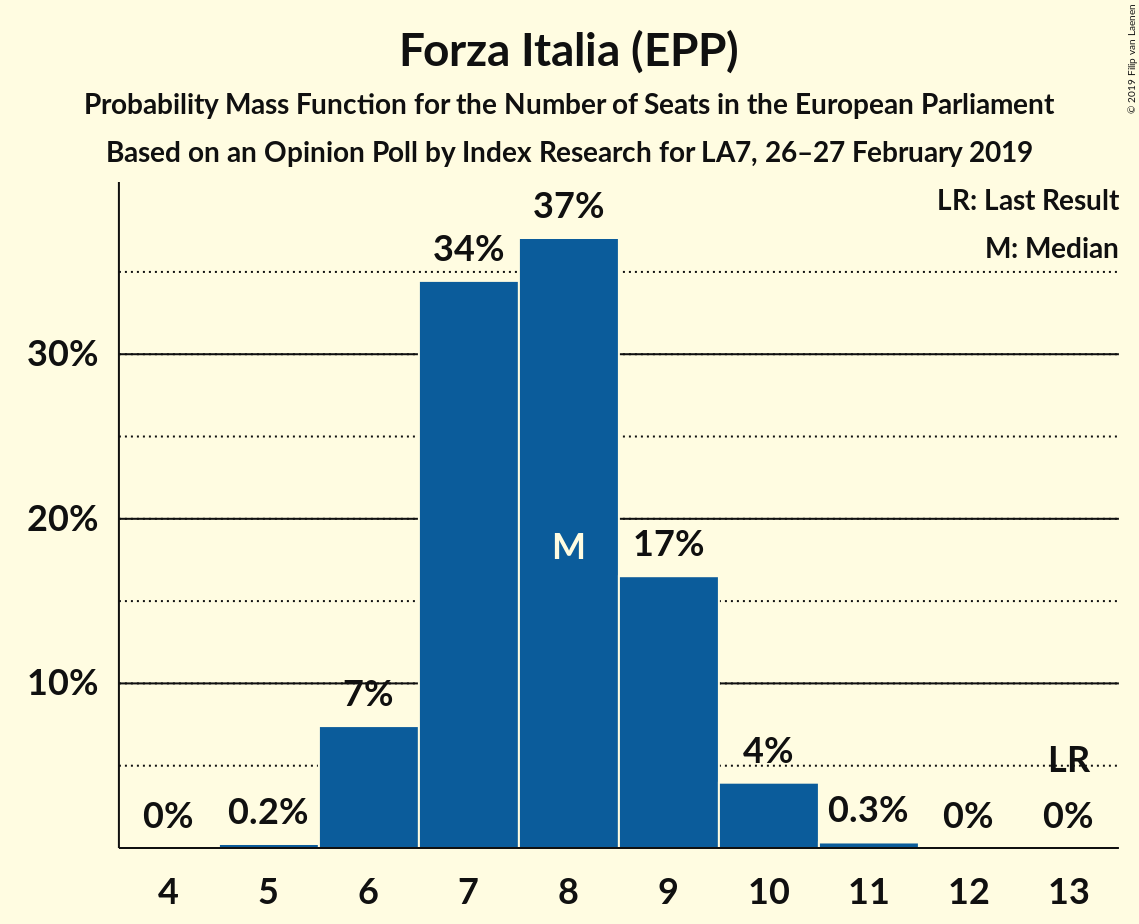 Forza Italia (EPP)
Probability Mass Function for the Number of Seats in the European Parliament
Based on an Opinion Poll by Index Research for LA7, 26–27 February 2019
© 2019 Filip van Laenen
LR: Last Result
M: Median
30%
20%
10%
0%
0.2%
7%
34%
37%
M
17%
4%
0.3%
0%
LR
0%
4 5 6 7 8 9 10 11 12 13